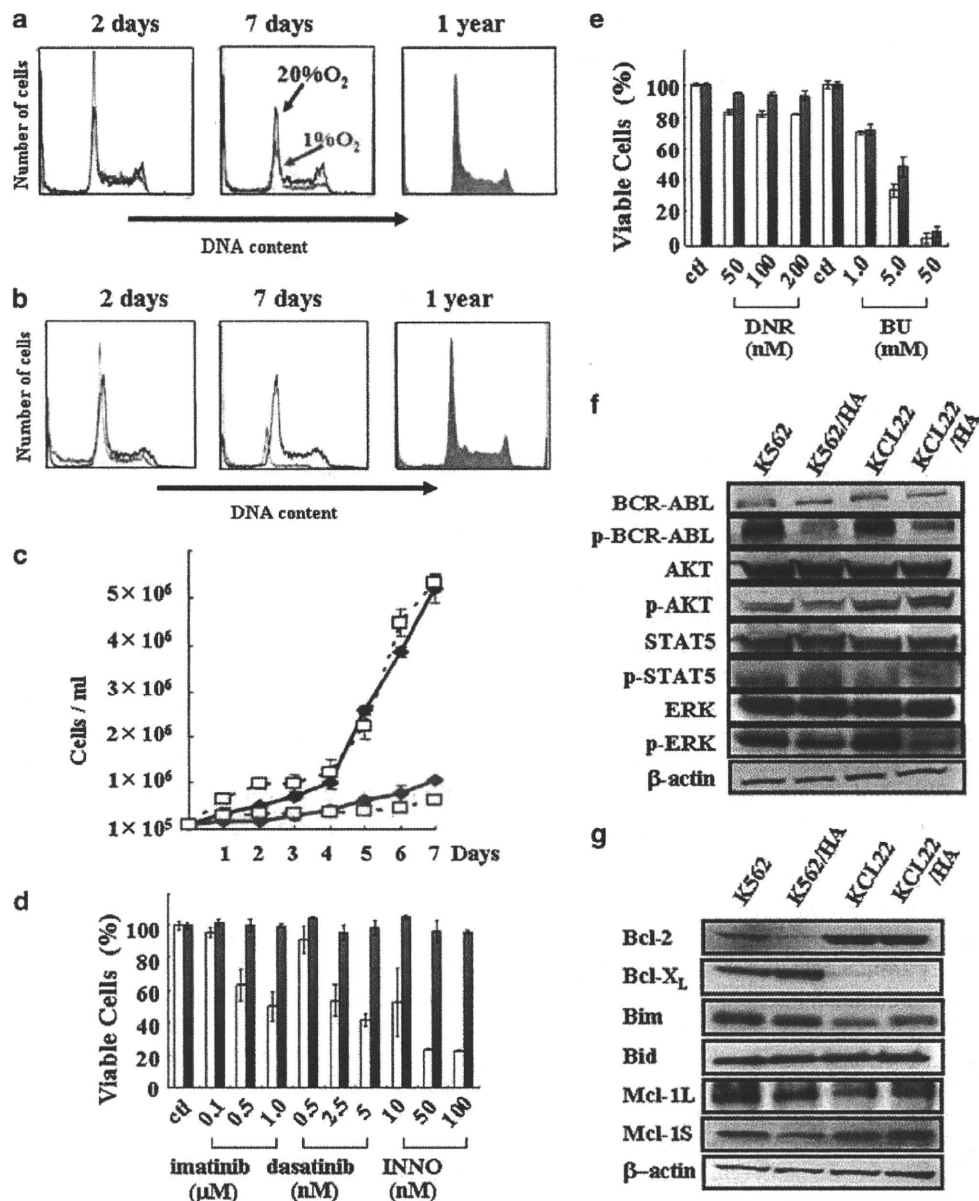 a
2 days
7 days
1 year
20%O₂
1%O₂
Number of cells
DNA content
b
2 days
7 days
1 year
Number of cells
DNA content
c
5× 10⁶
4× 10⁶
3× 10⁶
2× 10⁶
1× 10⁶
1× 10⁵
Cells / ml
1 2 3 4 5 6 7 Days
d
Viable Cells (%)
100
80
60
40
20
0
ctl 0.1 0.5 1.0 0.5 2.5 5 10 50 100
imatinib dasatinib INNO
(μM) (nM) (nM)
e
Viable Cells (%)
100
80
60
40
20
0
ctl 50 100 200 ctl 1.0 5.0 50
DNR BU
(nM) (mM)
f
K562 K562/HA KCL22 KCL22/HA
BCR-ABL
p-BCR-ABL
AKT
p-AKT
STAT5
p-STAT5
ERK
p-ERK
β-actin
g
K562 K562/HA KCL22 KCL22/HA
Bcl-2
Bcl-XL
Bim
Bid
Mcl-1L
Mcl-1S
β-actin